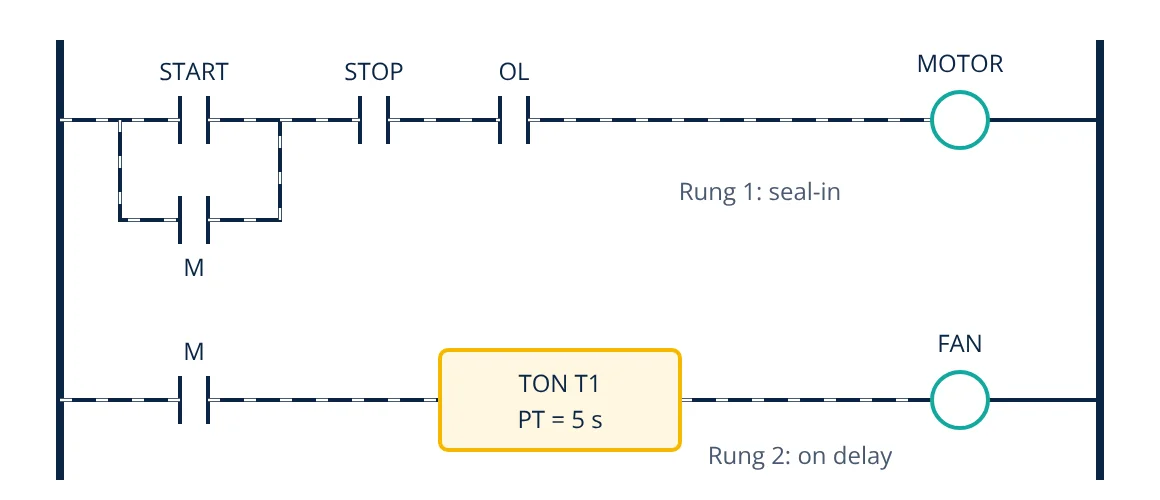 START
STOP
OL
MOTOR
Rung 1: seal-in
M
M
TON T1
PT = 5 s
FAN
Rung 2: on delay